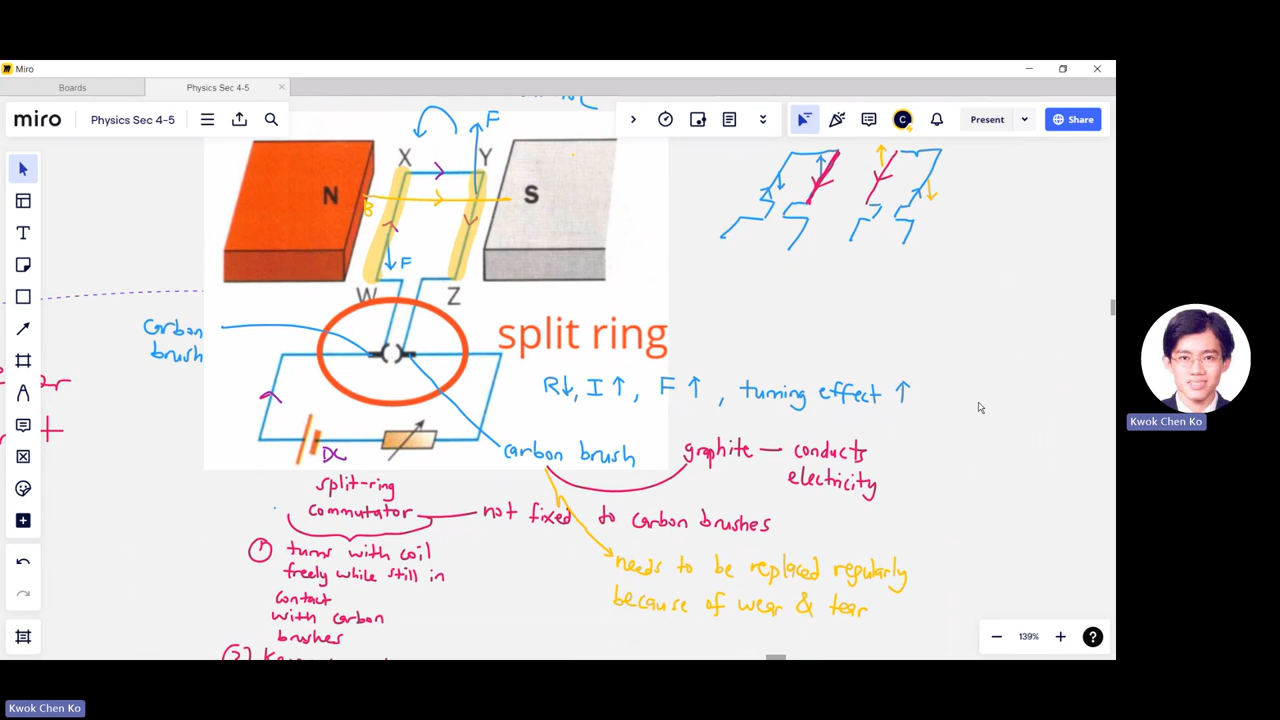 Miro
Boards
Physics Sec 4-5
miro
Physics Sec 4-5
Present
Share
F
X
Y
N
S
B
F
W
Z
split ring
carbon
brush
R↓, I ↑, F ↑, turning effect ↑
DC
carbon brush
graphite — conducts
electricity
split-ring
commutator — not fixed to carbon brushes
① turns with coil
freely while still in
contact
with carbon
brushes
needs to be replaced regularly
because of wear & tear
139%
Kwok Chen Ko
Kwok Chen Ko